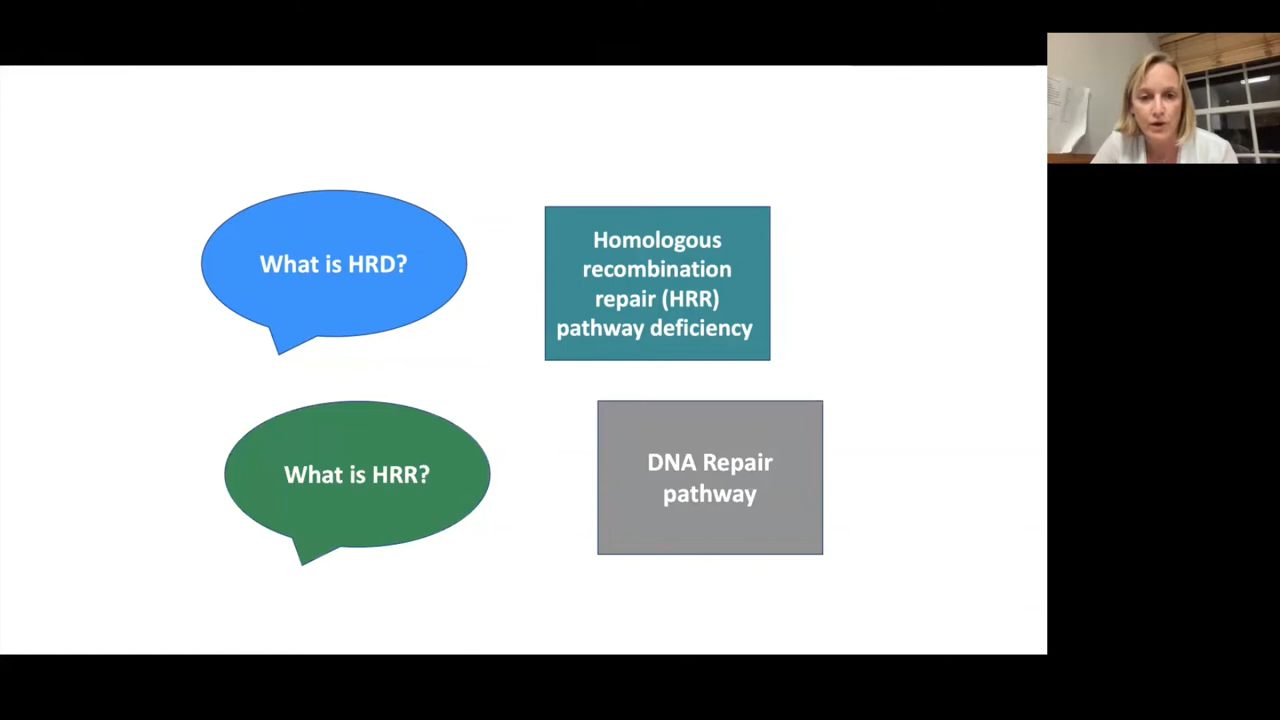 What is HRD?
Homologous
recombination
repair (HRR)
pathway deficiency
What is HRR?
DNA Repair
pathway